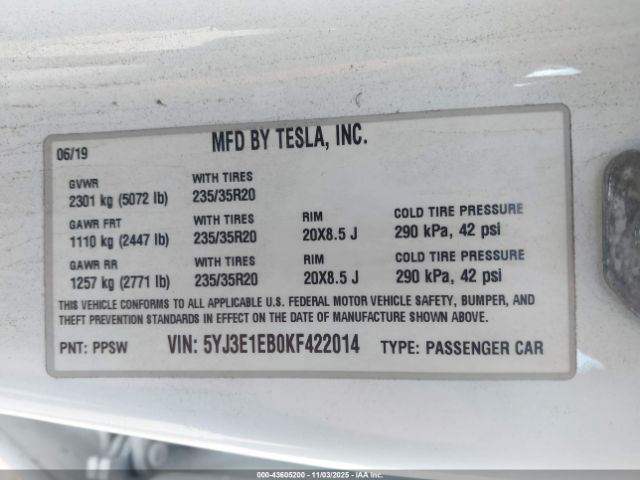 MFD BY TESLA, INC.
06/19
GVWR WITH TIRES
2301 kg (5072 lb) 235/35R20
GAWR FRT WITH TIRES RIM COLD TIRE PRESSURE
1110 kg (2447 lb) 235/35R20 20X8.5 J 290 kPa, 42 psi
GAWR RR WITH TIRES RIM COLD TIRE PRESSURE
1257 kg (2771 lb) 235/35R20 20X8.5 J 290 kPa, 42 psi
THIS VEHICLE CONFORMS TO ALL APPLICABLE U.S. FEDERAL MOTOR VEHICLE SAFETY, BUMPER, AND
THEFT PREVENTION STANDARDS IN EFFECT ON THE DATE OF MANUFACTURE SHOWN ABOVE.
PNT: PPSW VIN: 5YJ3E1EB0KF422014 TYPE: PASSENGER CAR
000-43605200 - 11/03/2025 - IAA Corp.